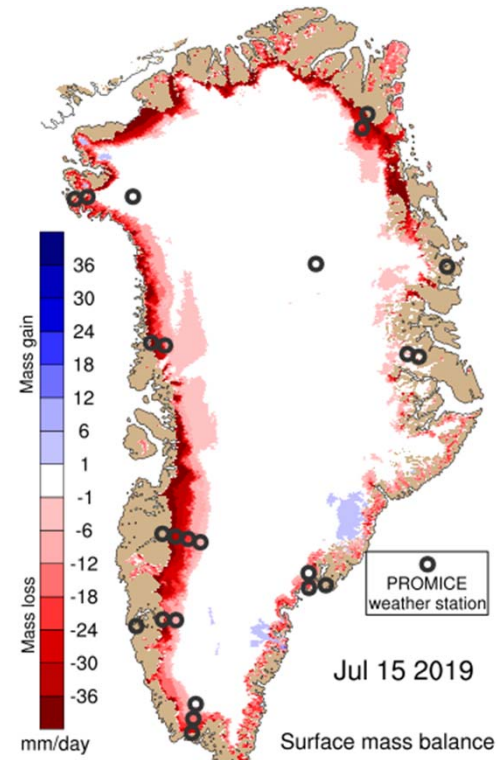 Mass gain
36
30
24
18
12
6
1
-1
-6
-12
-18
-24
-30
-36
Mass loss
mm/day
PROMICE
weather station
Jul 15 2019
Surface mass balance